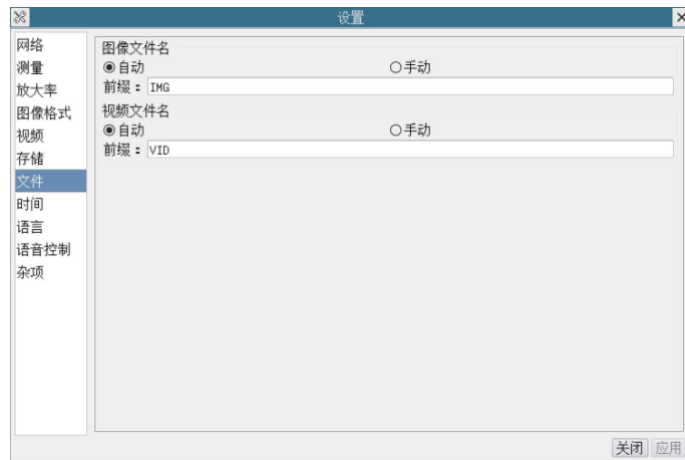 设置
网络
测量
放大率
图像格式
视频
存储
文件
时间
语言
语音控制
杂项
图像文件名
自动 手动
前缀： IMG
视频文件名
自动 手动
前缀： VID
关闭 应用